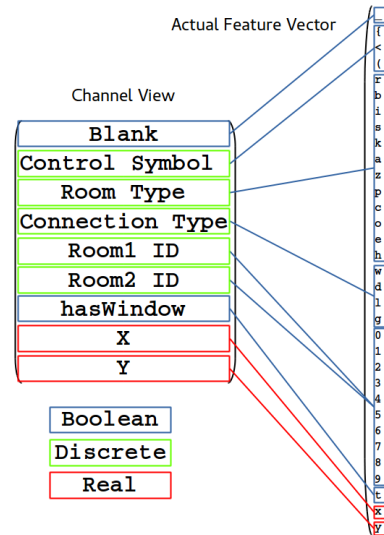 Actual Feature Vector
Channel View
Blank
Control Symbol
Room Type
Connection Type
Room1 ID
Room2 ID
hasWindow
X
Y
Boolean
Discrete
Real
_
{
<
(
r
b
i
s
k
a
z
p
c
o
e
h
w
d
l
g
0
1
2
3
4
5
6
7
8
9
t
x
Y